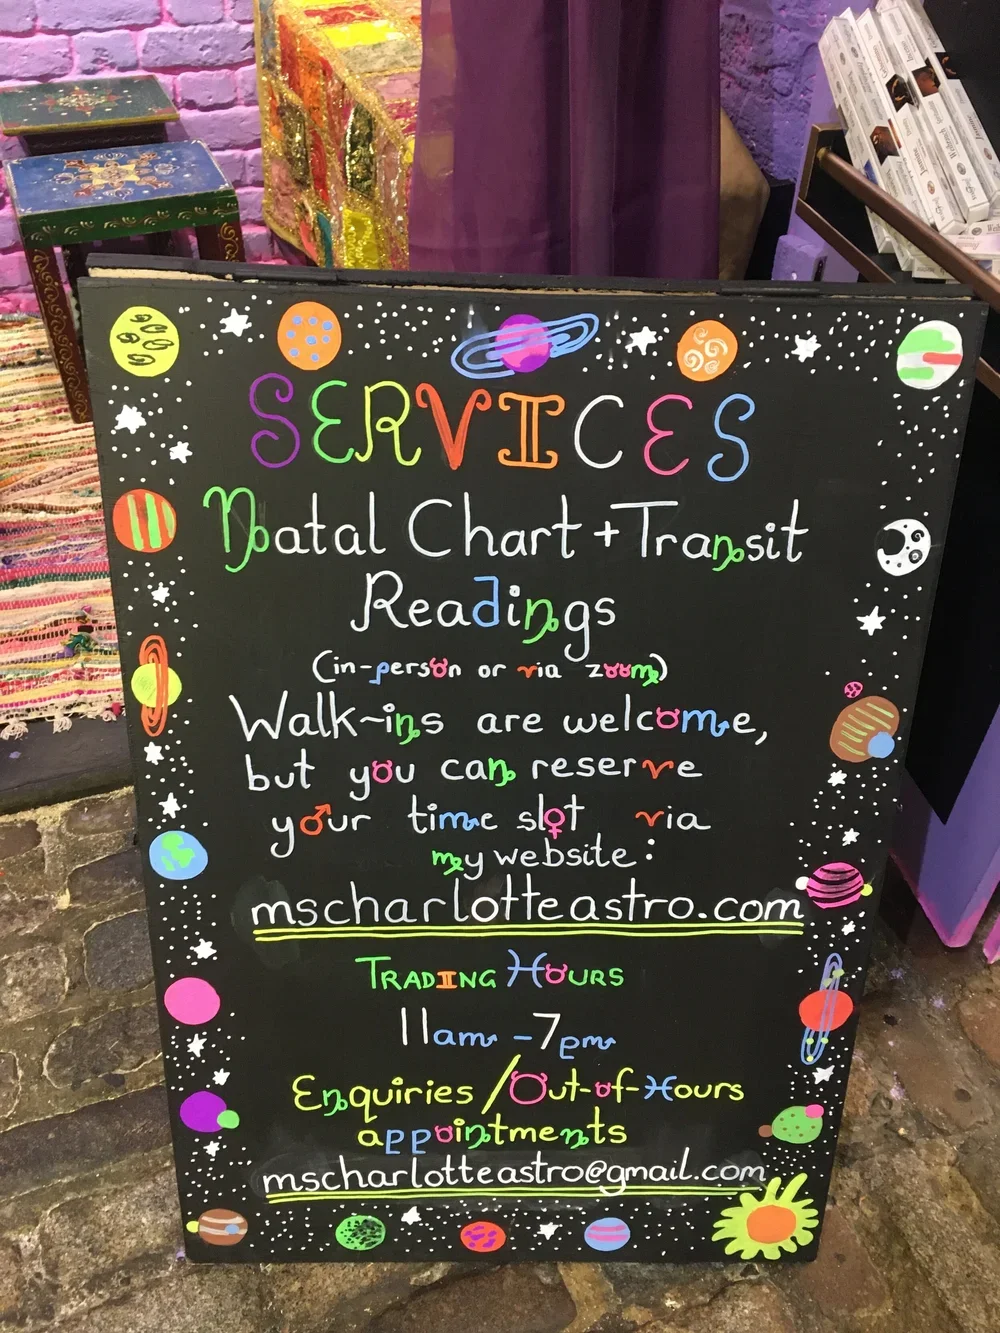 SERVICES
Natal Chart + Transit
Readings
(in-person or via zoom)
Walk-ins are welcome,
but you can reserve
your time slot via
my website:
mscharlotteastro.com
TRADING HOURS
11am - 7pm
Enquiries / Out-of-Hours
appointments
mscharlotteastro@gmail.com